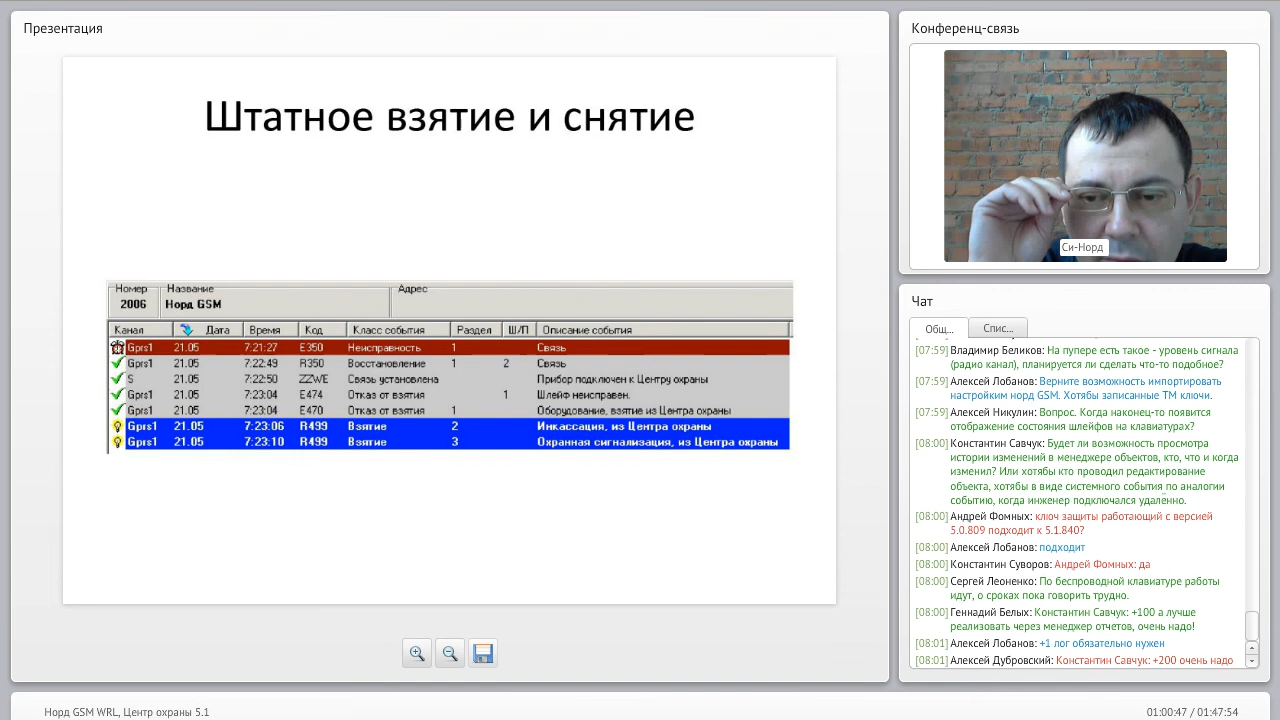 Презентация
Штатное взятие и снятие
Номер Название Адрес
2006 Норд GSM
Канал Дата Время Код Класс события Раздел Ш/П Описание события
Gprs1 21.05 7:21:27 E350 Неисправность 1 Связь
Gprs1 21.05 7:22:49 R350 Восстановление 2 Связь
S 21.05 7:22:50 ZZWE Связь установлена Прибор подключен к Центру охраны
Gprs1 21.05 7:23:04 E474 Отказ от взятия 1 Шлейф неисправен.
Gprs1 21.05 7:23:04 E470 Отказ от взятия 1 Оборудование, взятие из Центра охраны
Gprs1 21.05 7:23:06 R499 Взятие 2 Инкассация, из Центра охраны
Gprs1 21.05 7:23:10 R499 Взятие 3 Охранная сигнализация, из Центра охраны
Конференц-связь
Си-Норд
Чат
Общ... Спис...
[07:59] Владимир Беликов: На пупере есть такое - уровень сигнала
(радио канал), планируется ли сделать что-то подобное?
[07:59] Алексей Лобанов: Верните возможность импортировать
настройким норд GSM. Хотябы записанные ТМ ключи.
[07:59] Алексей Никулин: Вопрос. Когда наконец-то появится
отображение состояния шлейфов на клавиатурах?
[08:00] Константин Савчук: Будет ли возможность просмотра
истории изменений в менеджере объектов, кто, что и когда
изменил? Или хотябы кто проводил редактирование
объекта, хотябы в виде системного события по аналогии
событию, когда инженер подключался удалённо.
[08:00] Андрей Фомных: ключ защиты работающий с версией
5.0.809 подходит к 5.1.840?
[08:00] Алексей Лобанов: подходит
[08:00] Константин Суворов: Андрей Фомных: да
[08:00] Сергей Леоненко: По беспроводной клавиатуре работы
идут, о сроках пока говорить трудно.
[08:00] Геннадий Белых: Константин Савчук: +100 а лучше
реализовать через менеджер отчетов, очень надо!
[08:01] Алексей Лобанов: +1 лог обязательно нужен
[08:01] Алексей Дубровский: Константин Савчук: +200 очень надо
Норд GSM WRL, Центр охраны 5.1
01:00:47 / 01:47:54